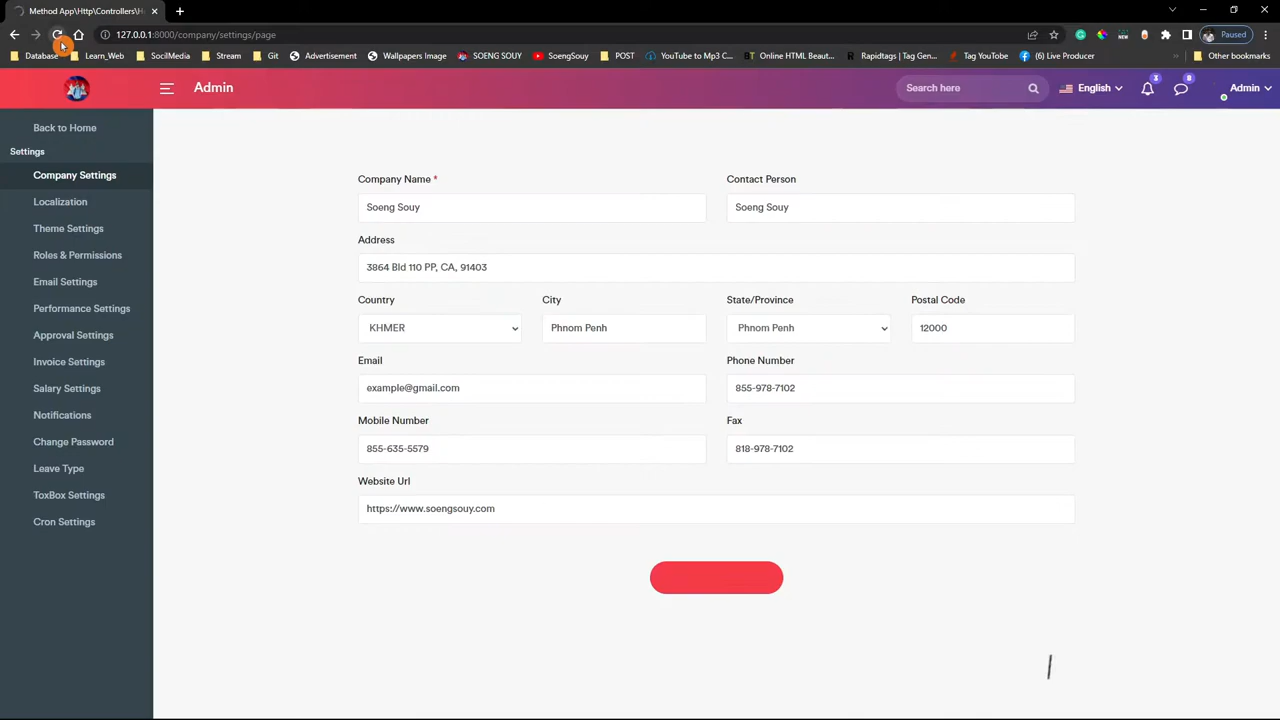 Method App\Http\Controllers\H
127.0.0.1:8000/company/settings/page
Paused
Database
Learn_Web
SocilMedia
Stream
Git
Advertisement
Wallpapers Image
SOENG SOUY
SoengSouy
POST
YouTube to Mp3 C...
Online HTML Beaut...
Rapidtags | Tag Gen...
Tag YouTube
(6) Live Producer
Other bookmarks
Admin
Search here
English
3
8
Admin
Back to Home
Settings
Company Settings
Localization
Theme Settings
Roles & Permissions
Email Settings
Performance Settings
Approval Settings
Invoice Settings
Salary Settings
Notifications
Change Password
Leave Type
ToxBox Settings
Cron Settings
Company Name *
Contact Person
Soeng Souy
Soeng Souy
Address
3864 Bld 110 PP, CA, 91403
Country
City
State/Province
Postal Code
KHMER
Phnom Penh
Phnom Penh
12000
Email
Phone Number
example@gmail.com
855-978-7102
Mobile Number
Fax
855-635-5579
818-978-7102
Website Url
https://www.soengsouy.com